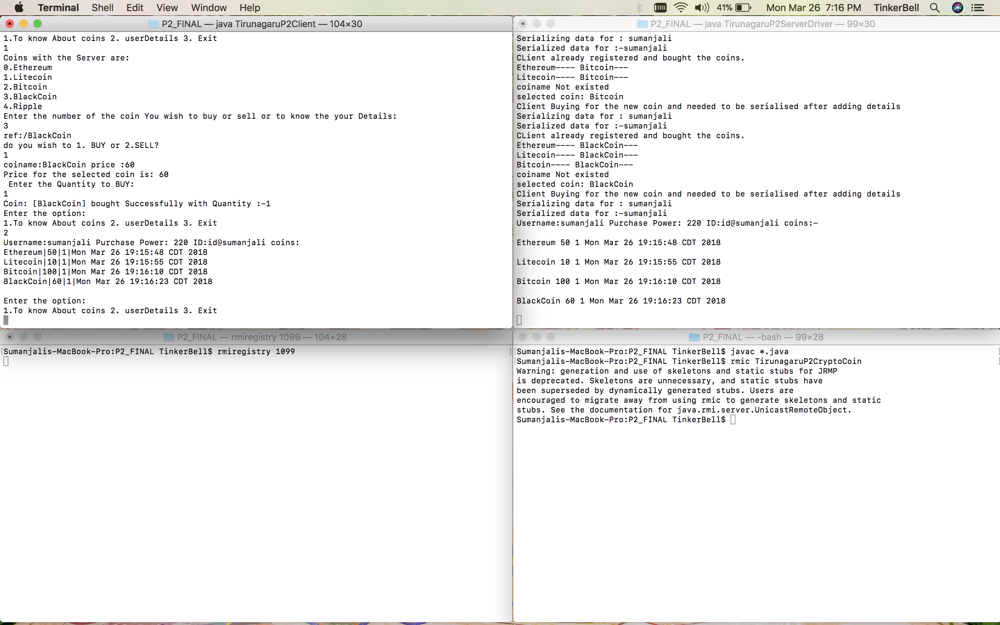 Terminal Shell Edit View Window Help 41% Mon Mar 26 7:16 PM TinkerBell
P2_FINAL — java TirunagaruP2Client — 104×30
1.To know About coins 2. userDetails 3. Exit
1
Coins with the Server are:
0.Ethereum
1.Litecoin
2.Bitcoin
3.BlackCoin
4.Ripple
Enter the number of the coin You wish to buy or sell or to know the your Details:
3
ref:/BlackCoin
do you wish to 1. BUY or 2.SELL?
1
coiname:BlackCoin price :60
Price for the selected coin is: 60
 Enter the Quantity to BUY:
1
Coin: [BlackCoin] bought Successfully with Quantity :-1
Enter the option:
1.To know About coins 2. userDetails 3. Exit
2
Username:sumanjali Purchase Power: 220 ID:id@sumanjali coins:
Ethereum|50|1|Mon Mar 26 19:15:48 CDT 2018
Litecoin|10|1|Mon Mar 26 19:15:55 CDT 2018
Bitcoin|100|1|Mon Mar 26 19:16:10 CDT 2018
BlackCoin|60|1|Mon Mar 26 19:16:23 CDT 2018
Enter the option:
1.To know About coins 2. userDetails 3. Exit
P2_FINAL — java TirunagaruP2ServerDriver — 99×30
Serializing data for : sumanjali
Serialized data for :-sumanjali
CLient already registered and bought the coins.
Ethereum---- Bitcoin---
Litecoin---- Bitcoin---
coiname Not existed
selected coin: Bitcoin
Client Buying for the new coin and needed to be serialised after adding details
Serializing data for : sumanjali
Serialized data for :-sumanjali
CLient already registered and bought the coins.
Ethereum---- BlackCoin---
Litecoin---- BlackCoin---
Bitcoin---- BlackCoin---
coiname Not existed
selected coin: BlackCoin
Client Buying for the new coin and needed to be serialised after adding details
Serializing data for : sumanjali
Serialized data for :-sumanjali
Username:sumanjali Purchase Power: 220 ID:id@sumanjali coins:-
Ethereum 50 1 Mon Mar 26 19:15:48 CDT 2018
Litecoin 10 1 Mon Mar 26 19:15:55 CDT 2018
Bitcoin 100 1 Mon Mar 26 19:16:10 CDT 2018
BlackCoin 60 1 Mon Mar 26 19:16:23 CDT 2018
P2_FINAL — rmiregistry 1099 — 104×28
[Sumanjalis-MacBook-Pro:P2_FINAL TinkerBell$ rmiregistry 1099 ]
P2_FINAL — -bash — 99×28
[Sumanjalis-MacBook-Pro:P2_FINAL TinkerBell$ javac *.java ]
[Sumanjalis-MacBook-Pro:P2_FINAL TinkerBell$ rmic TirunagaruP2CryptoCoin ]
Warning: generation and use of skeletons and static stubs for JRMP
is deprecated. Skeletons are unnecessary, and static stubs have
been superseded by dynamically generated stubs. Users are
encouraged to migrate away from using rmic to generate skeletons and static
stubs. See the documentation for java.rmi.server.UnicastRemoteObject.
Sumanjalis-MacBook-Pro:P2_FINAL TinkerBell$